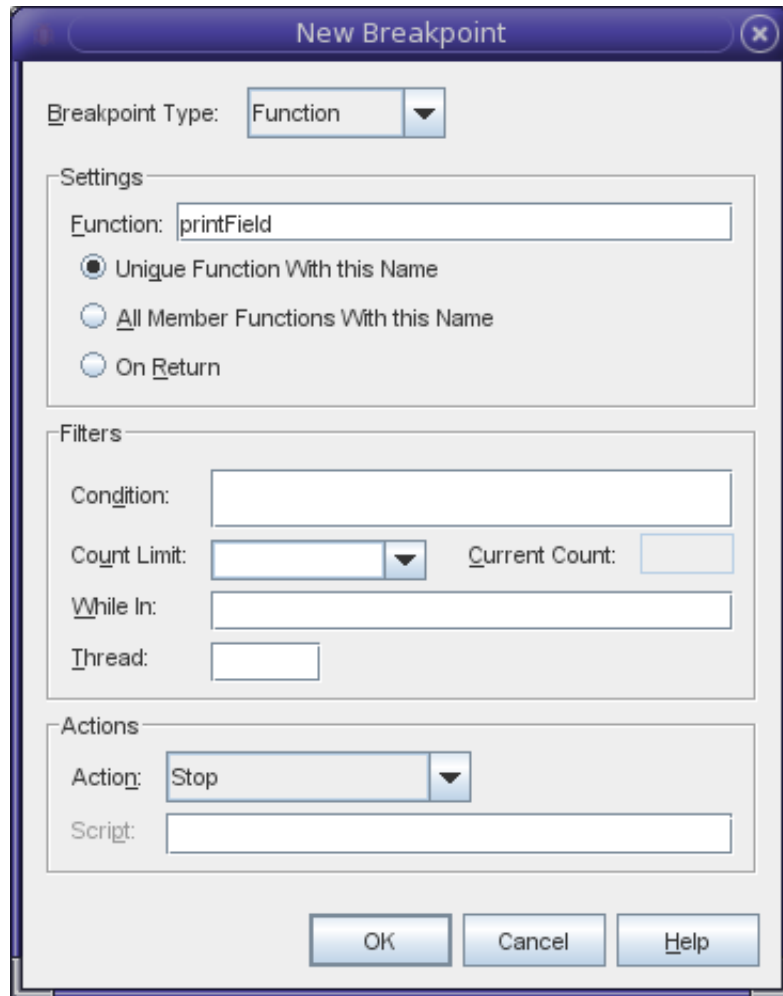 New Breakpoint
Breakpoint Type: Function
Settings
Function: printField
Unique Function With this Name
All Member Functions With this Name
On Return
Filters
Condition:
Count Limit: Current Count:
While In:
Thread:
Actions
Action: Stop
Script:
OK Cancel Help